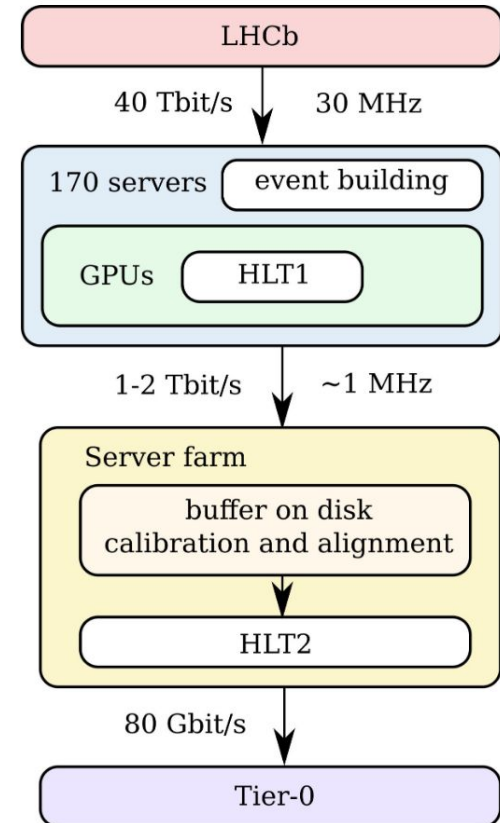 LHCb
40 Tbit/s 30 MHz
170 servers event building
GPUs HLT1
1-2 Tbit/s ~1 MHz
Server farm
buffer on disk
calibration and alignment
HLT2
80 Gbit/s
Tier-0